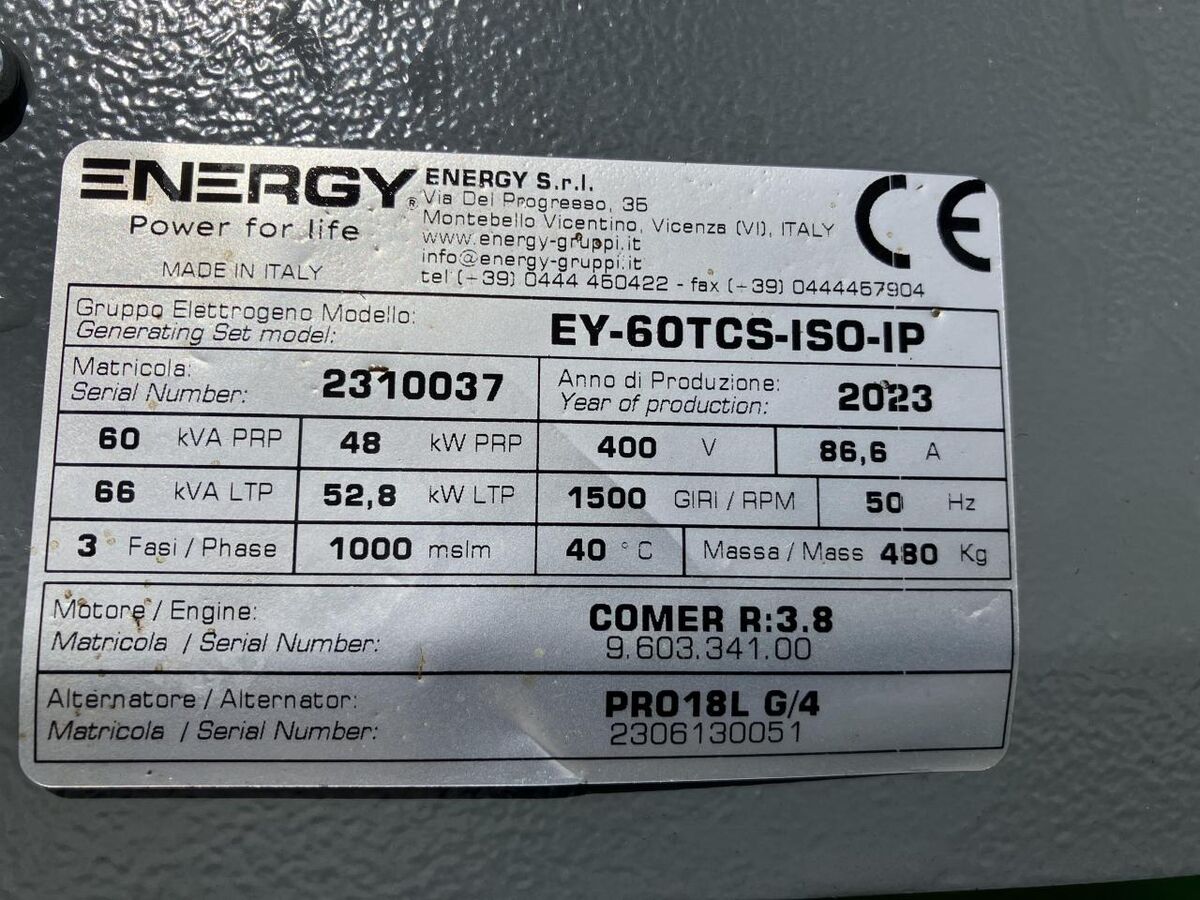 ENERGY®
Power for life
MADE IN ITALY
ENERGY S.r.l.
Via Del Progresso, 35
Montebello Vicentino, Vicenza (VI), ITALY
www.energy-gruppi.it
info@energy-gruppi.it
tel (+39) 0444 450422 - fax (+39) 0444457904
CE
Gruppo Elettrogeno Modello:
Generating Set model: EY-60TCS-ISO-IP
Matricola:
Serial Number: 2310037
Anno di Produzione:
Year of production: 2023
60 kVA PRP 48 kW PRP 400 V 86,6 A
66 kVA LTP 52,8 kW LTP 1500 GIRI / RPM 50 Hz
3 Fasi / Phase 1000 mslm 40 °C Massa / Mass 480 Kg
Motore / Engine: COMER R:3.8
Matricola / Serial Number: 9.603.341.00
Alternatore / Alternator: PRO18L G/4
Matricola / Serial Number: 2306130051